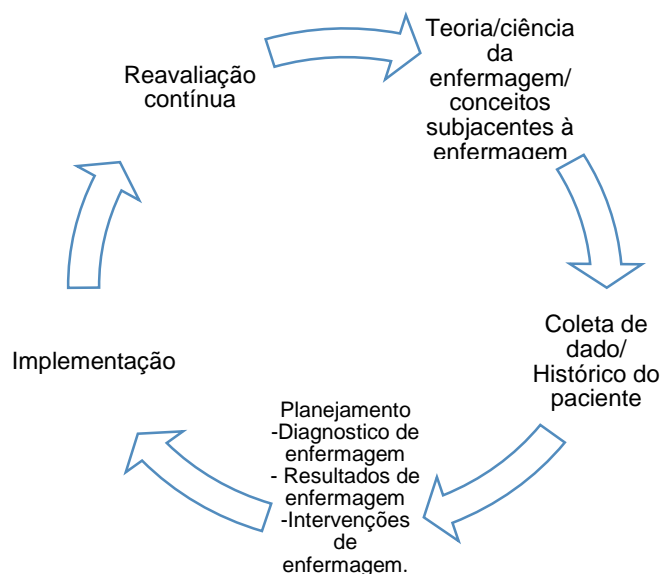 Teoria/ciência
da
enfermagem/
conceitos
subjacentes à
enfermagem
Coleta de
dado/
Histórico do
paciente
Planejamento
-Diagnostico de
enfermagem
- Resultados de
enfermagem
-Intervenções
de
enfermagem.
Implementação
Reavaliação
contínua